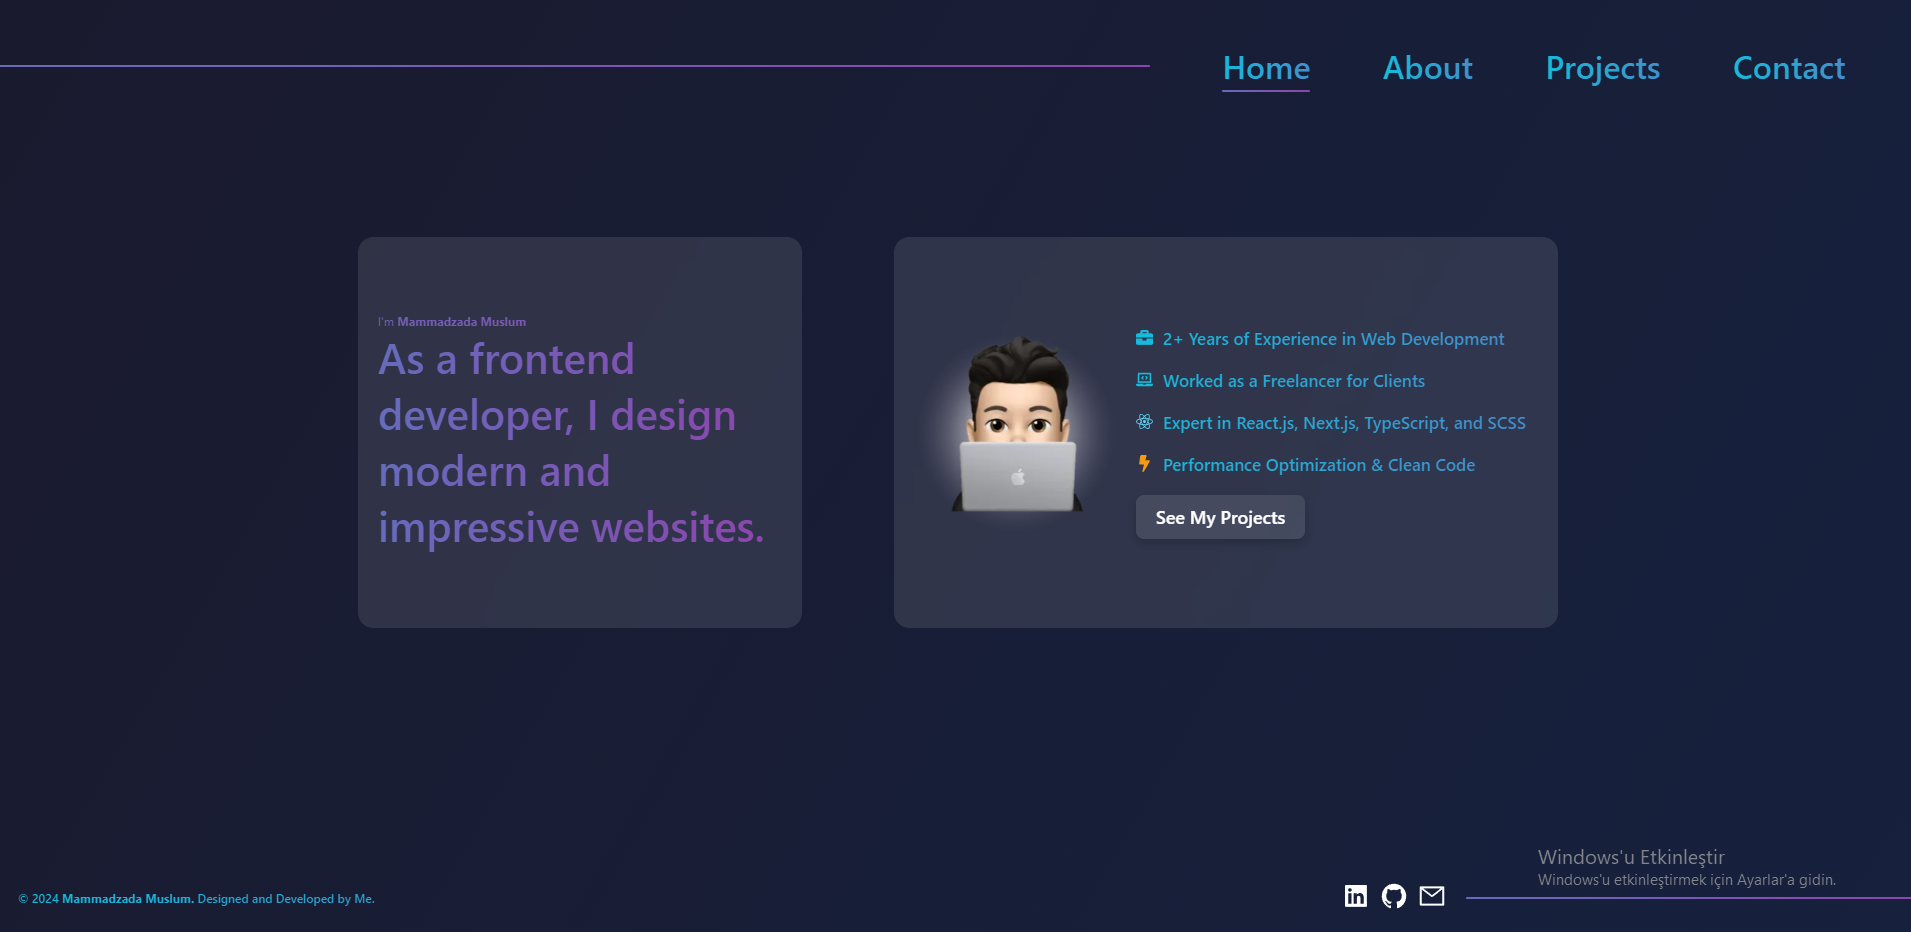 Home About Projects Contact
I'm Mammadzada Muslum
As a frontend
developer, I design
modern and
impressive websites.
2+ Years of Experience in Web Development
Worked as a Freelancer for Clients
Expert in React.js, Next.js, TypeScript, and SCSS
Performance Optimization & Clean Code
See My Projects
Windows'u Etkinleştir
Windows'u etkinleştirmek için Ayarlar'a gidin.
© 2024 Mammadzada Muslum. Designed and Developed by Me.
in